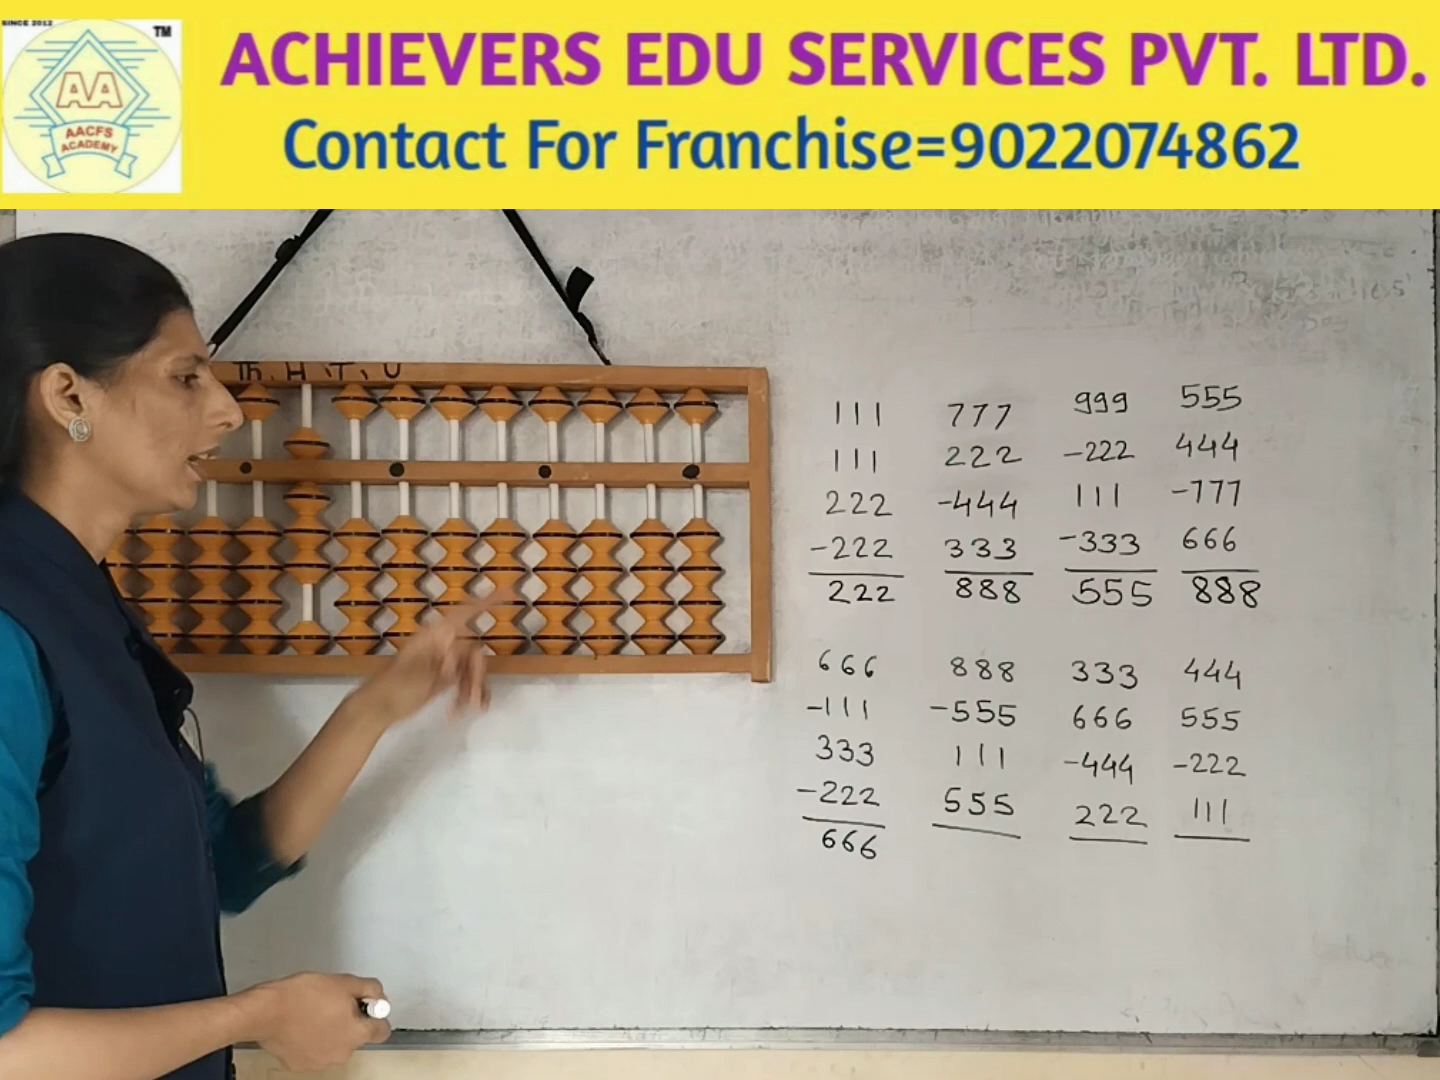 SINCE 2012
TM
AA
AACFS
ACADEMY
ACHIEVERS EDU SERVICES PVT. LTD.
Contact For Franchise=9022074862
Th, H, T, U
111 777 999 555
111 222 -222 444
222 -444 111 -777
-222 333 -333 666
222 888 555 888
666 888 333 444
-111 -555 666 555
333 111 -444 -222
-222 555 222 111
666